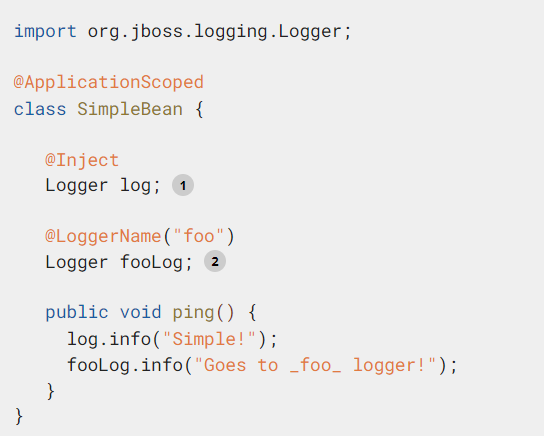 import org.jboss.logging.Logger;
@ApplicationScoped
class SimpleBean {
@Inject
Logger log; 1
@LoggerName("foo")
Logger fooLog; 2
public void ping() {
log.info("Simple!");
fooLog.info("Goes to _foo_ logger!");
}
}